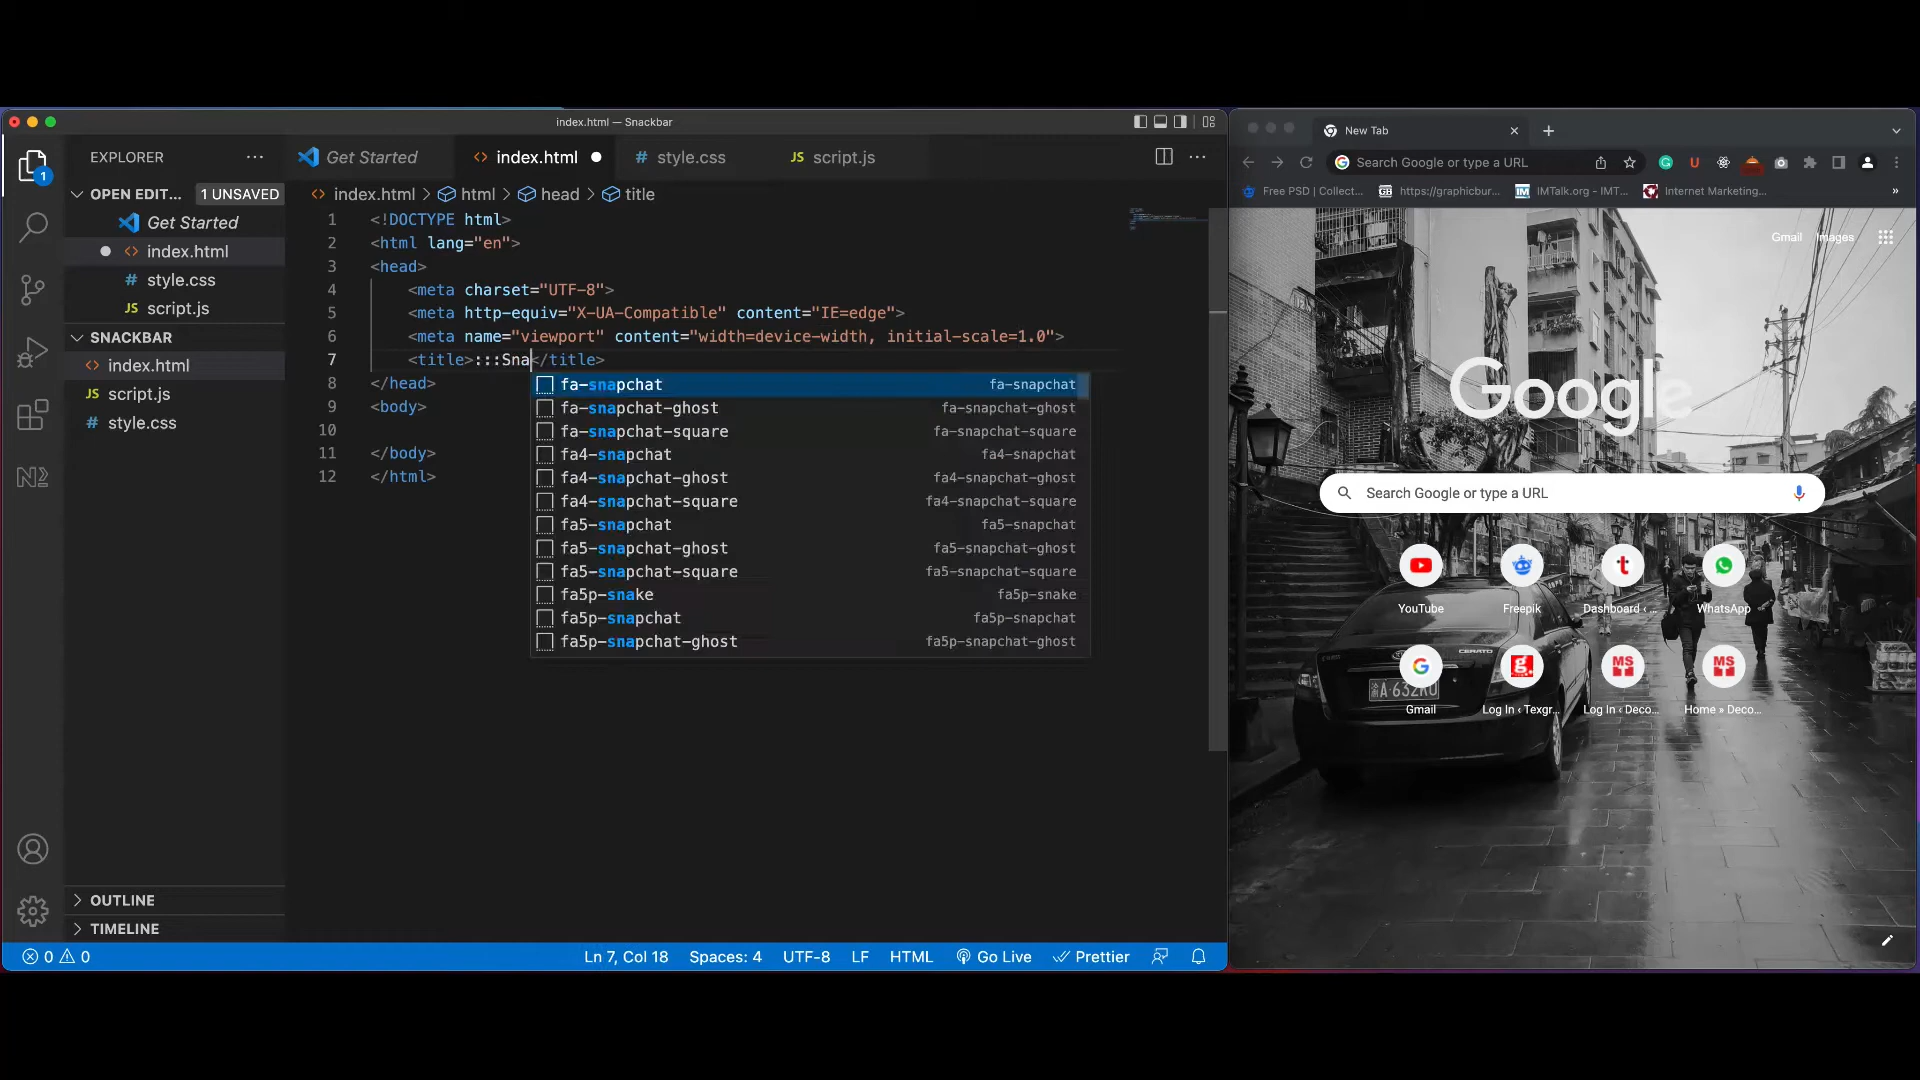 index.html — Snackbar
EXPLORER
Get Started
index.html
style.css
JS script.js
OPEN EDIT...
1 UNSAVED
Get Started
index.html
# style.css
JS script.js
SNACKBAR
index.html
JS script.js
# style.css
OUTLINE
TIMELINE
1
index.html > html > head > title
1 <!DOCTYPE html>
2 <html lang="en">
3 <head>
4 <meta charset="UTF-8">
5 <meta http-equiv="X-UA-Compatible" content="IE=edge">
6 <meta name="viewport" content="width=device-width, initial-scale=1.0">
7 <title>:::Sna</title>
8 </head>
9 <body>
10
11 </body>
12 </html>
fa-snapchat fa-snapchat
fa-snapchat-ghost fa-snapchat-ghost
fa-snapchat-square fa-snapchat-square
fa4-snapchat fa4-snapchat
fa4-snapchat-ghost fa4-snapchat-ghost
fa4-snapchat-square fa4-snapchat-square
fa5-snapchat fa5-snapchat
fa5-snapchat-ghost fa5-snapchat-ghost
fa5-snapchat-square fa5-snapchat-square
fa5p-snake fa5p-snake
fa5p-snapchat fa5p-snapchat
fa5p-snapchat-ghost fa5p-snapchat-ghost
0 0
Ln 7, Col 18 Spaces: 4 UTF-8 LF HTML Go Live Prettier
New Tab
Search Google or type a URL
Free PSD | Collect... https://graphicbur... IMTalk.org - IMT... Internet Marketing...
Gmail Images
Google
Search Google or type a URL
YouTube Freepik Dashboard ‹ ... WhatsApp
CERATO
Gmail Log In ‹ Texgr... Log In ‹ Deco... Home » Deco...